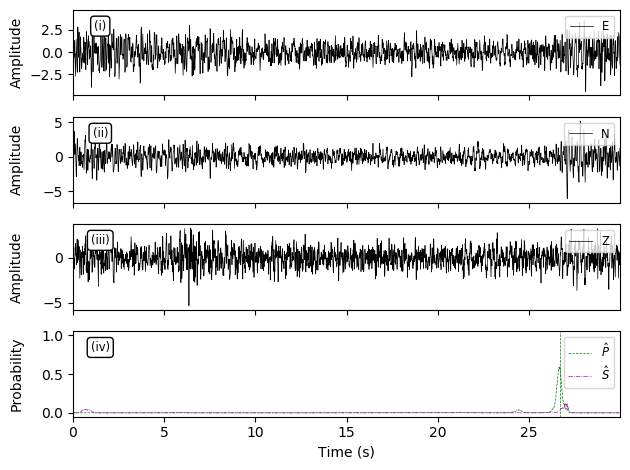 (i)
E
Amplitude
2.5
0.0
−2.5
(ii)
N
Amplitude
5
0
−5
(iii)
Z
Amplitude
0
−5
(iv)
P̂
Ŝ
Probability
1.0
0.5
0.0
0 5 10 15 20 25
Time (s)